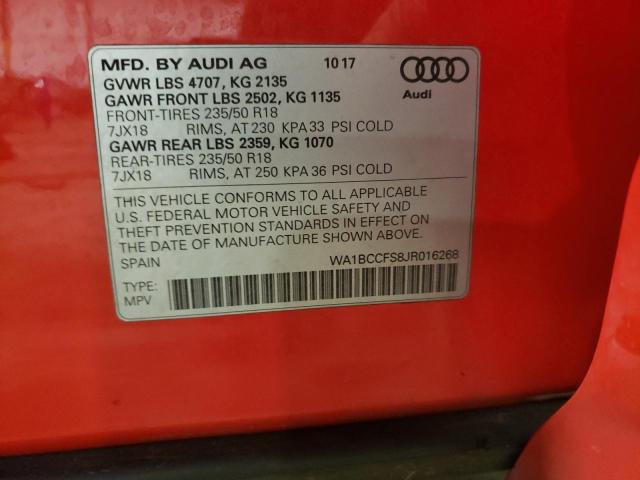 MFD. BY AUDI AG 10 17
GVWR LBS 4707, KG 2135
GAWR FRONT LBS 2502, KG 1135
FRONT-TIRES 235/50 R18
7JX18 RIMS, AT 230 KPA 33 PSI COLD
GAWR REAR LBS 2359, KG 1070
REAR-TIRES 235/50 R18
7JX18 RIMS, AT 250 KPA 36 PSI COLD
Audi
THIS VEHICLE CONFORMS TO ALL APPLICABLE
U.S. FEDERAL MOTOR VEHICLE SAFETY AND
THEFT PREVENTION STANDARDS IN EFFECT ON
THE DATE OF MANUFACTURE SHOWN ABOVE.
SPAIN WA1BCCFS8JR016268
TYPE:
MPV